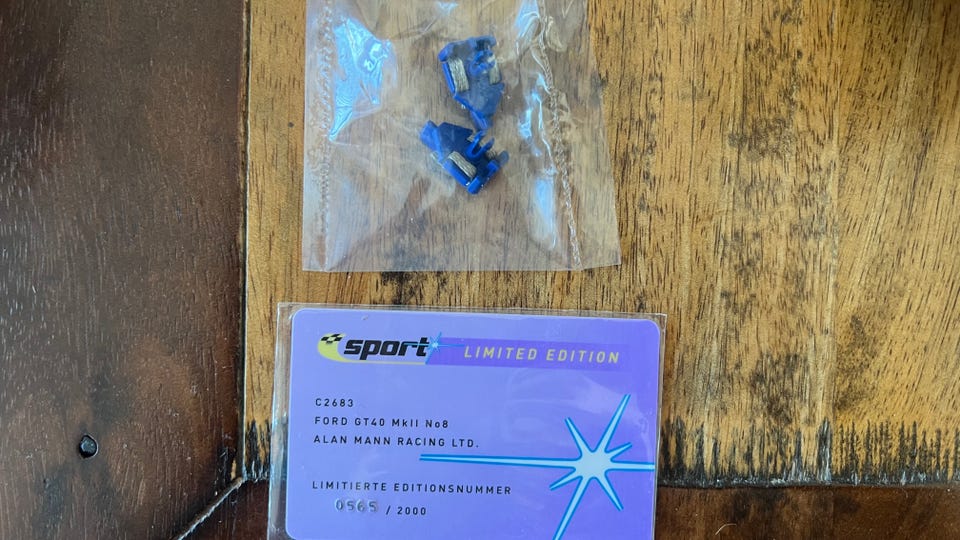 sport LIMITED EDITION
C2683
FORD GT40 MkII No8
ALAN MANN RACING LTD.
LIMITIERTE EDITIONSNUMMER
0565 / 2000